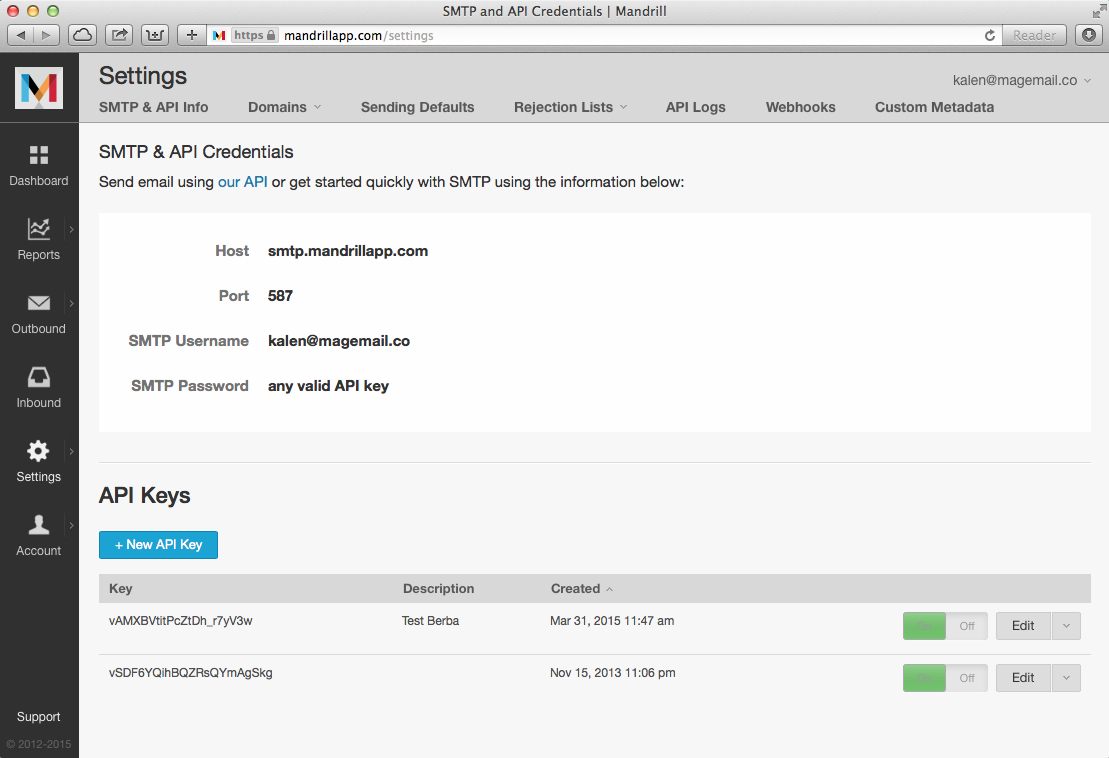 SMTP and API Credentials | Mandrill
https mandrillapp.com/settings
Reader
Settings
kalen@magemail.co
SMTP & API Info Domains Sending Defaults Rejection Lists API Logs Webhooks Custom Metadata
Dashboard
Reports
Outbound
Inbound
Settings
Account
Support
© 2012-2015
SMTP & API Credentials
Send email using our API or get started quickly with SMTP using the information below:
Host smtp.mandrillapp.com
Port 587
SMTP Username kalen@magemail.co
SMTP Password any valid API key
API Keys
+ New API Key
Key Description Created
vAMXBVtitPcZtDh_r7yV3w Test Berba Mar 31, 2015 11:47 am On Off Edit
vSDF6YQihBQZRsQYmAgSkg Nov 15, 2013 11:06 pm On Off Edit